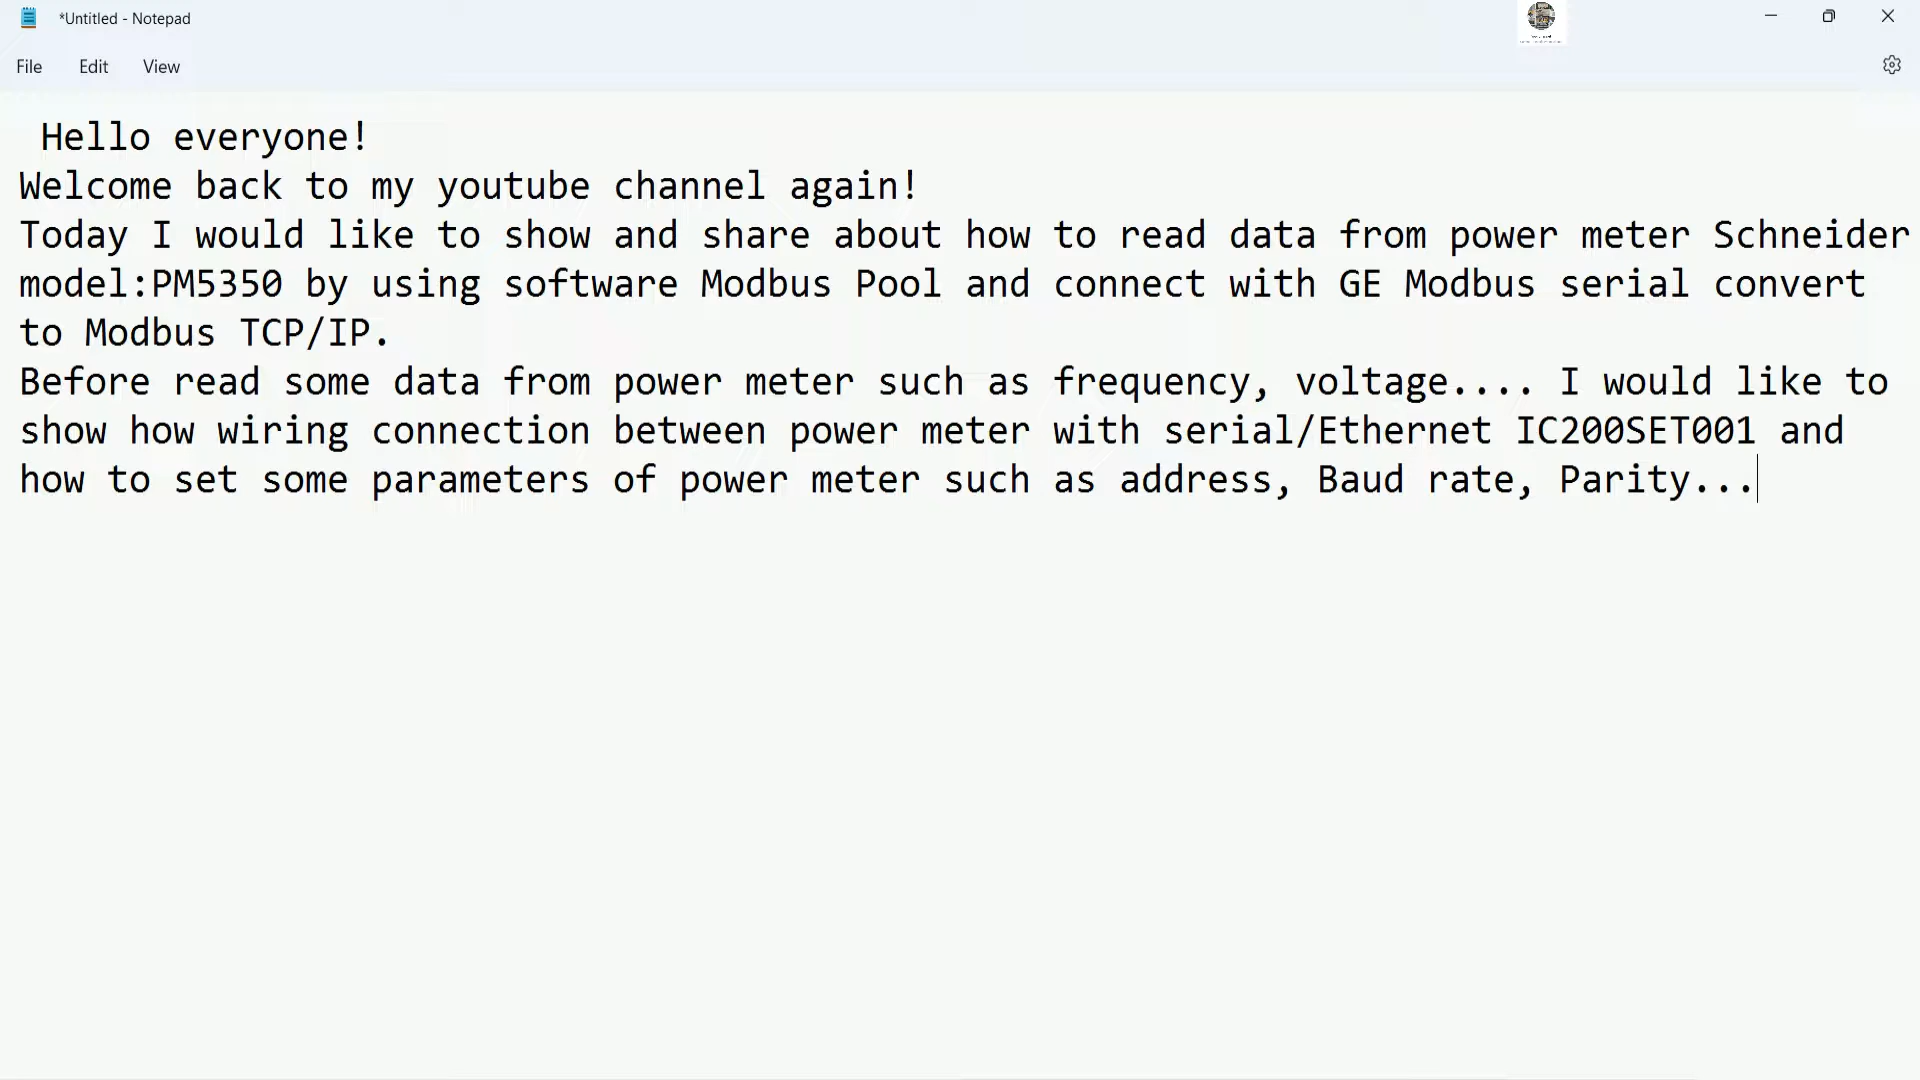 *Untitled - Notepad
File Edit View
Hello everyone!
Welcome back to my youtube channel again!
Today I would like to show and share about how to read data from power meter Schneider
model:PM5350 by using software Modbus Pool and connect with GE Modbus serial convert
to Modbus TCP/IP.
Before read some data from power meter such as frequency, voltage.... I would like to
show how wiring connection between power meter with serial/Ethernet IC200SET001 and
how to set some parameters of power meter such as address, Baud rate, Parity...